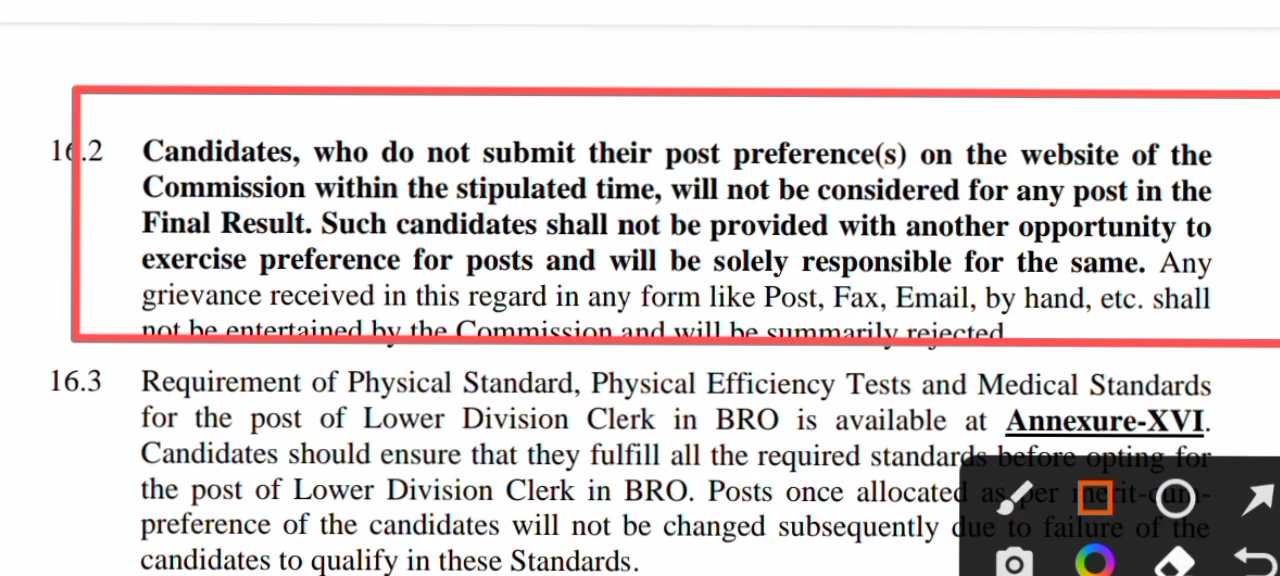 16.2 Candidates, who do not submit their post preference(s) on the website of the
Commission within the stipulated time, will not be considered for any post in the
Final Result. Such candidates shall not be provided with another opportunity to
exercise preference for posts and will be solely responsible for the same. Any
grievance received in this regard in any form like Post, Fax, Email, by hand, etc. shall
not be entertained by the Commission and will be summarily rejected
16.3 Requirement of Physical Standard, Physical Efficiency Tests and Medical Standards
for the post of Lower Division Clerk in BRO is available at Annexure-XVI.
Candidates should ensure that they fulfill all the required standards before opting for
the post of Lower Division Clerk in BRO. Posts once allocated as per merit-cum-
preference of the candidates will not be changed subsequently due to failure of the
candidates to qualify in these Standards.